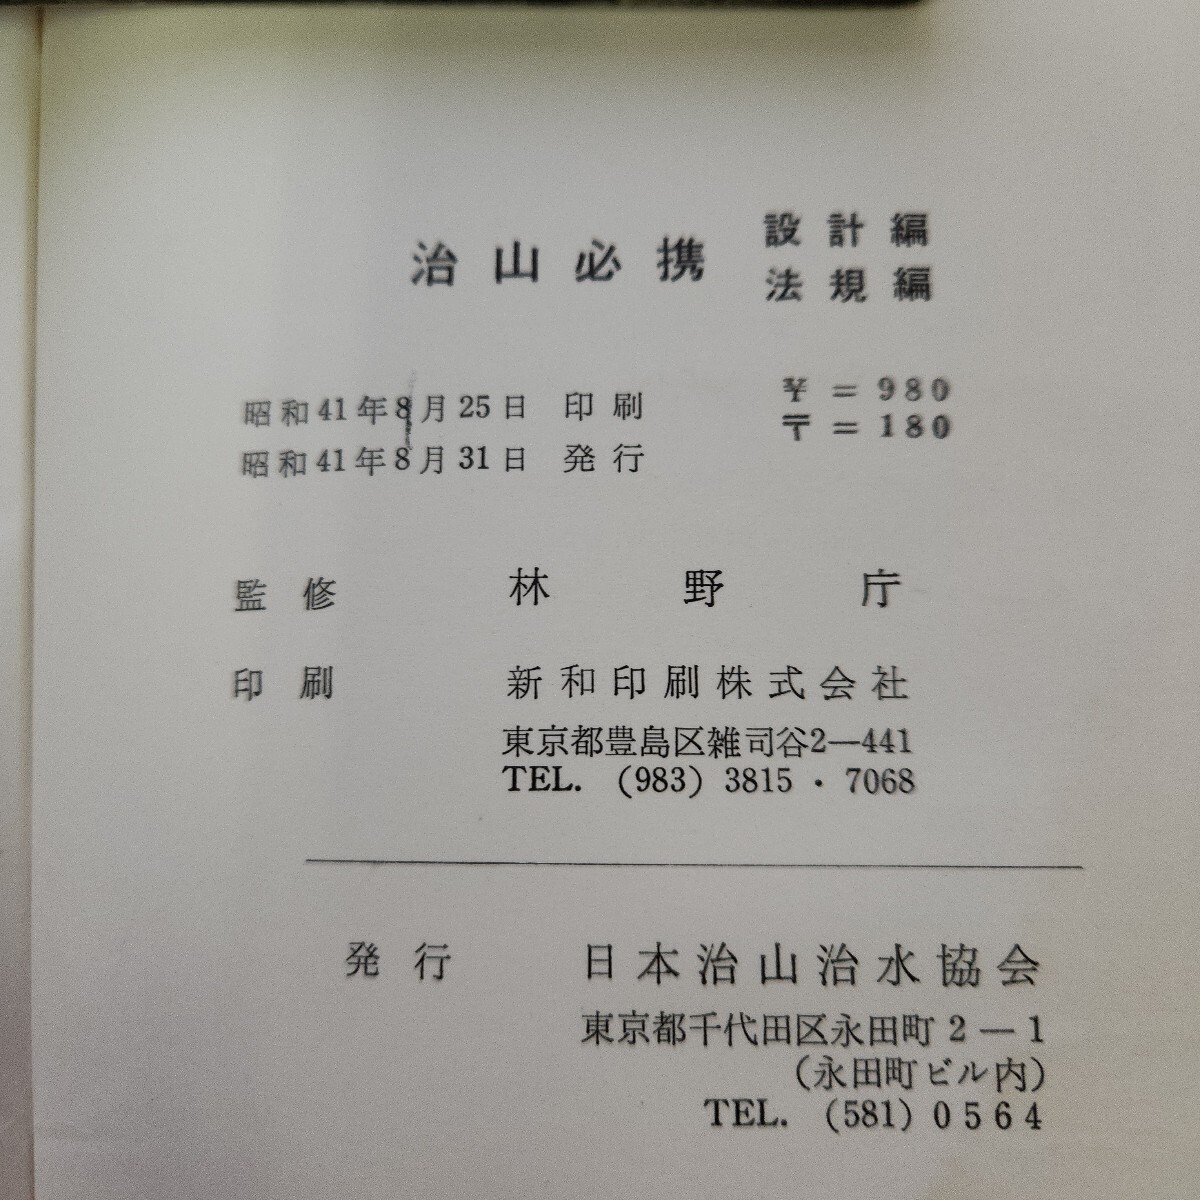 治山必携 設計編
法規編
昭和41年8月25日 印刷 ¥=980
昭和41年8月31日 発行 〒=180
監修 林野庁
印刷 新和印刷株式会社
東京都豊島区雑司谷2―441
TEL. (983) 3815・7068
発行 日本治山治水協会
東京都千代田区永田町2―1
(永田町ビル内)
TEL. (581) 0564